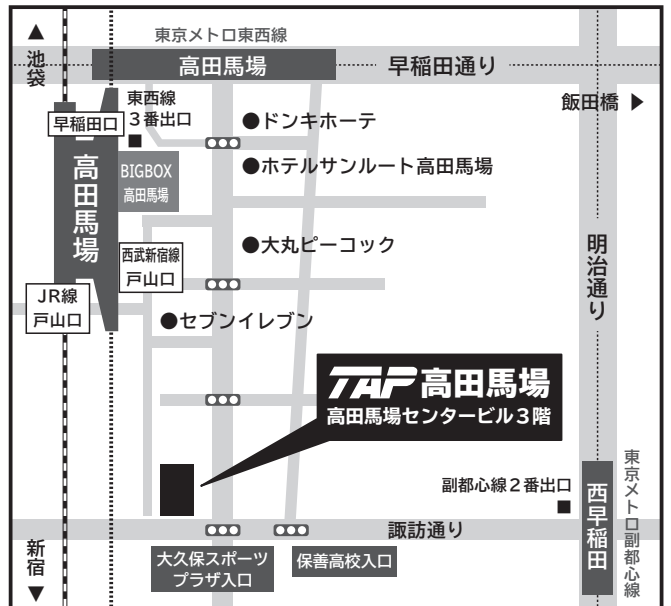 ▲
池袋
東京メトロ東西線
高田馬場
早稲田通り
飯田橋 ▶
東西線
3番出口
■
早稲田口
高田馬場
BIGBOX
高田馬場
●ドンキホーテ
●ホテルサンルート高田馬場
●大丸ピーコック
西武新宿線
戸山口
JR線
戸山口
●セブンイレブン
明治通り
TAP 高田馬場
高田馬場センタービル3階
副都心線2番出口
■
西早稲田
東京メトロ副都心線
諏訪通り
大久保スポーツ
プラザ入口
保善高校入口
新宿
▼